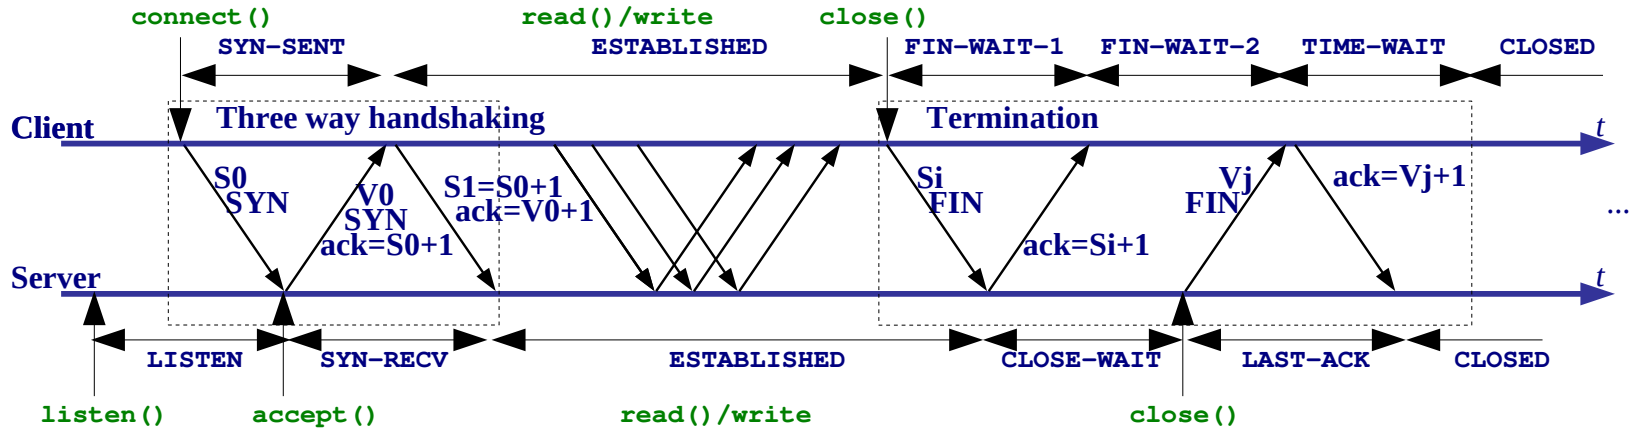 connect() read()/write close()
SYN-SENT ESTABLISHED FIN-WAIT-1 FIN-WAIT-2 TIME-WAIT CLOSED
Three way handshaking Termination
Client t
S0 SYN
V0 SYN ack=S0+1
S1=S0+1 ack=V0+1
Si FIN
ack=Si+1
Vj FIN
ack=Vj+1
...
Server t
LISTEN SYN-RECV ESTABLISHED CLOSE-WAIT LAST-ACK CLOSED
listen() accept() read()/write close()